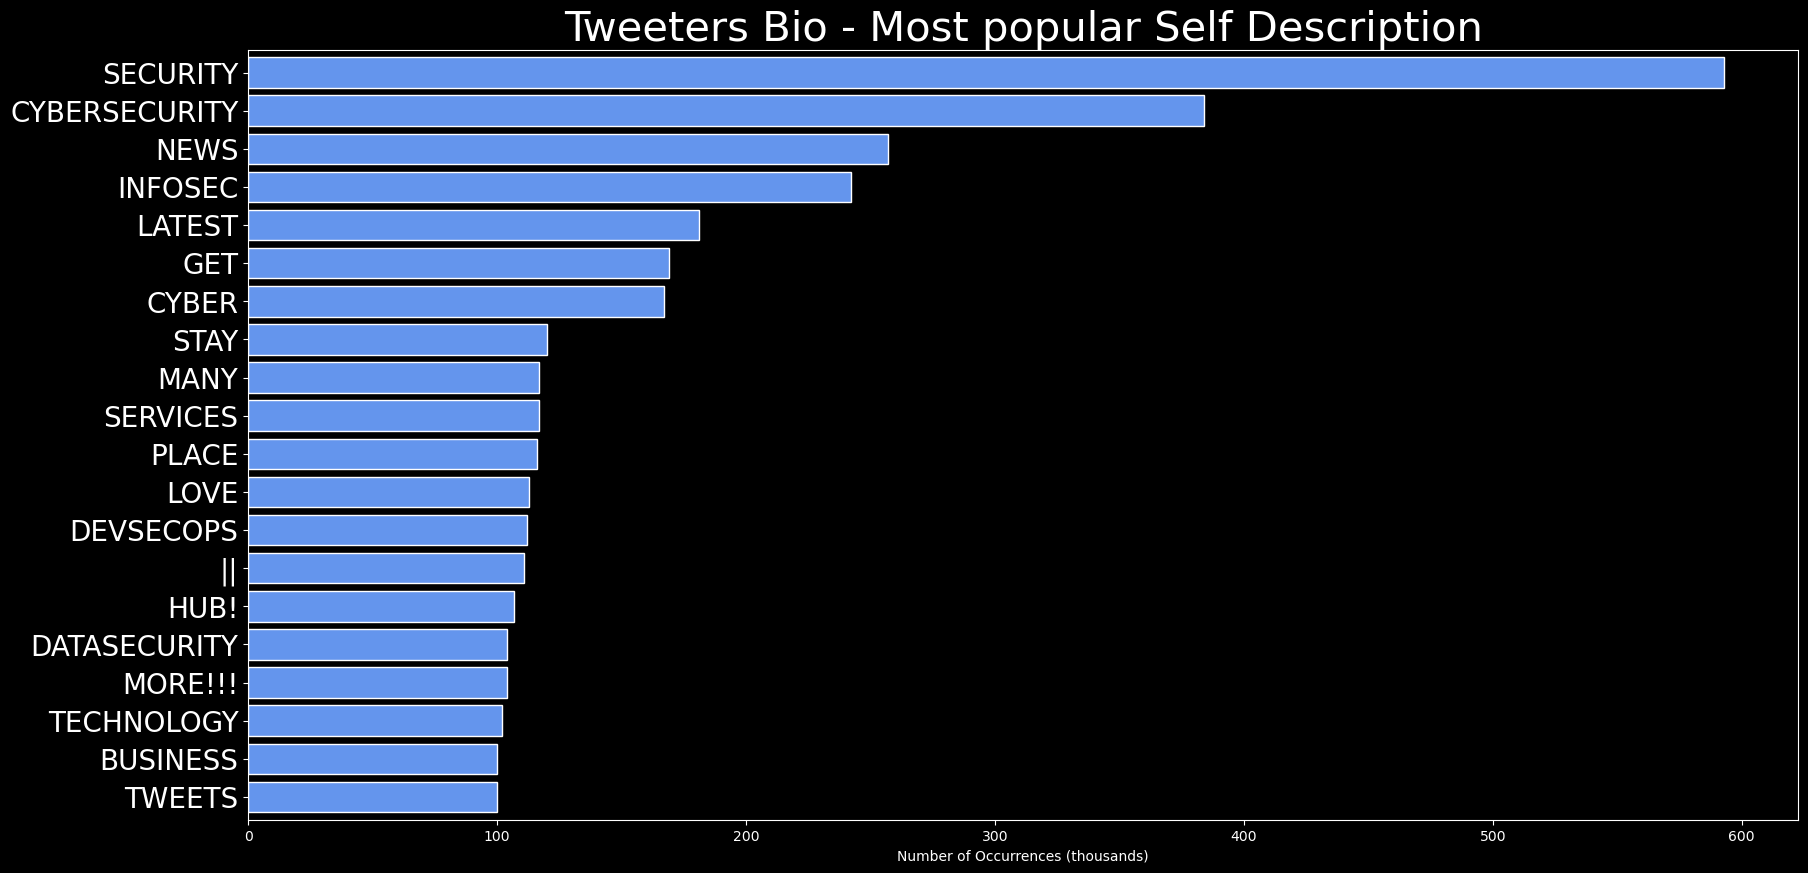 Tweeters Bio - Most popular Self Description
SECURITY
CYBERSECURITY
NEWS
INFOSEC
LATEST
GET
CYBER
STAY
MANY
SERVICES
PLACE
LOVE
DEVSECOPS
||
HUB!
DATASECURITY
MORE!!!
TECHNOLOGY
BUSINESS
TWEETS
0 100 200 300 400 500 600
Number of Occurrences (thousands)